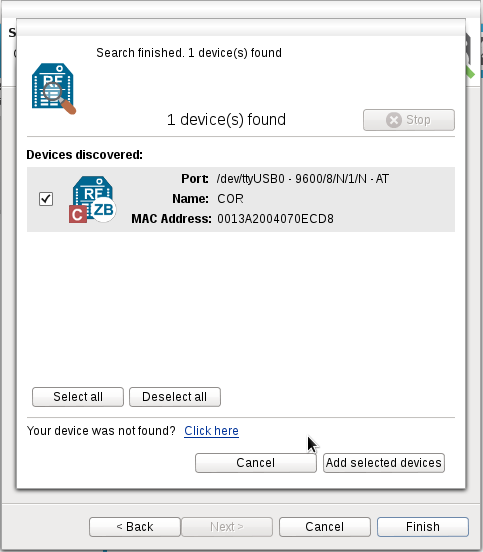 S
Search finished. 1 device(s) found
RF
1 device(s) found
Stop
Devices discovered:
Port: /dev/ttyUSB0 - 9600/8/N/1/N - AT
RF
C ZB
Name: COR
MAC Address: 0013A2004070ECD8
Select all Deselect all
Your device was not found? Click here
Cancel Add selected devices
< Back Next > Cancel Finish